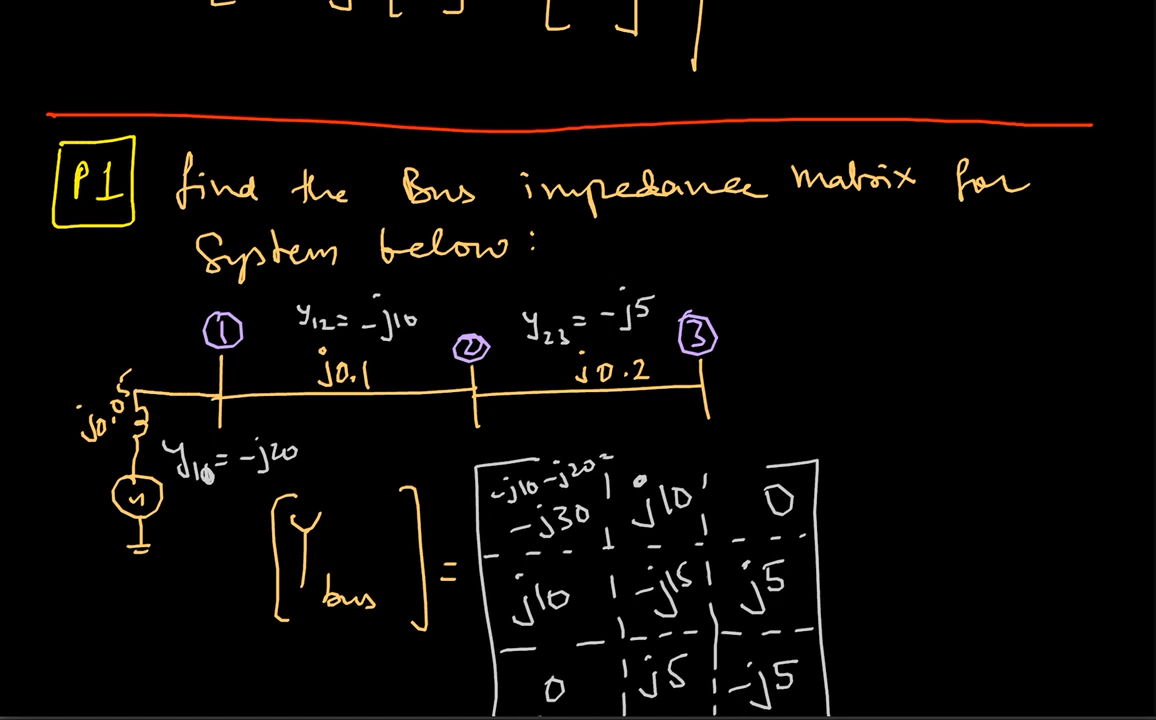 P1 find the Bus impedance matrix for
System below:
1 y12 = -j10 2 y23 = -j5 3
j0.1 j0.2
j0.05
y10 = -j20
[Ybus] =
-j10-j20= j10 0
-j30
j10 -j15 j5
0 j5 -j5